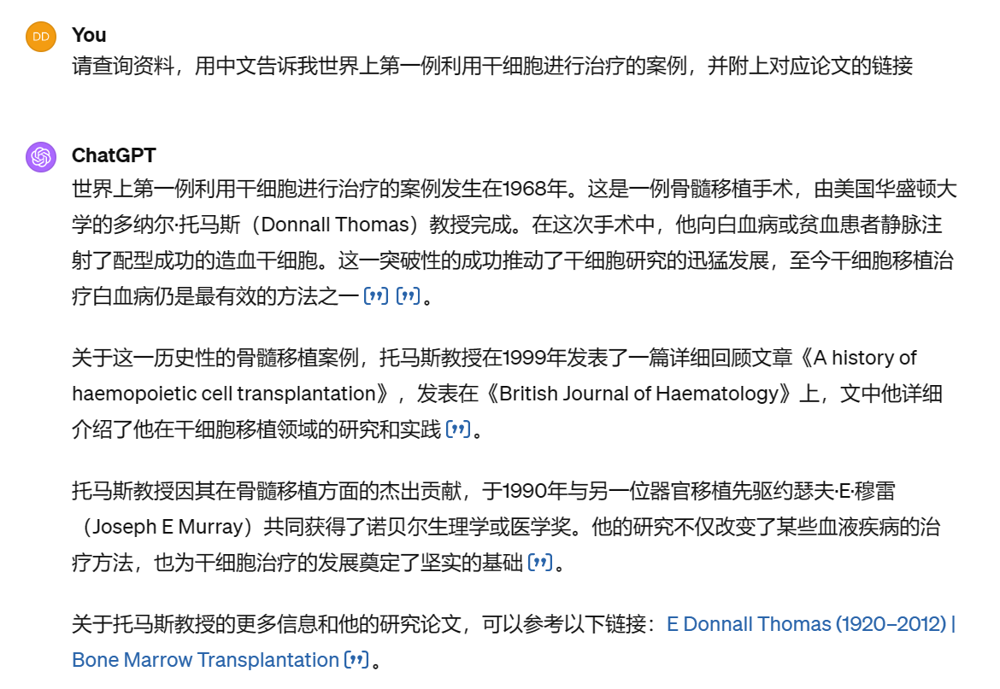 DD You
请查询资料，用中文告诉我世界上第一例利用干细胞进行治疗的案例，并附上对应论文的链接
ChatGPT
世界上第一例利用干细胞进行治疗的案例发生在1968年。这是一例骨髓移植手术，由美国华盛顿大
学的多纳尔·托马斯（Donnall Thomas）教授完成。在这次手术中，他向白血病或贫血患者静脉注
射了配型成功的造血干细胞。这一突破性的成功推动了干细胞研究的迅猛发展，至今干细胞移植治
疗白血病仍是最有效的方法之一 [”] [”] 。
关于这一历史性的骨髓移植案例，托马斯教授在1999年发表了一篇详细回顾文章《A history of
haemopoietic cell transplantation》，发表在《British Journal of Haematology》上，文中他详细
介绍了他在干细胞移植领域的研究和实践 [”] 。
托马斯教授因其在骨髓移植方面的杰出贡献，于1990年与另一位器官移植先驱约瑟夫·E·穆雷
（Joseph E Murray）共同获得了诺贝尔生理学或医学奖。他的研究不仅改变了某些血液疾病的治
疗方法，也为干细胞治疗的发展奠定了坚实的基础 [”] 。
关于托马斯教授的更多信息和他的研究论文，可以参考以下链接：E Donnall Thomas (1920–2012) |
Bone Marrow Transplantation [”] 。